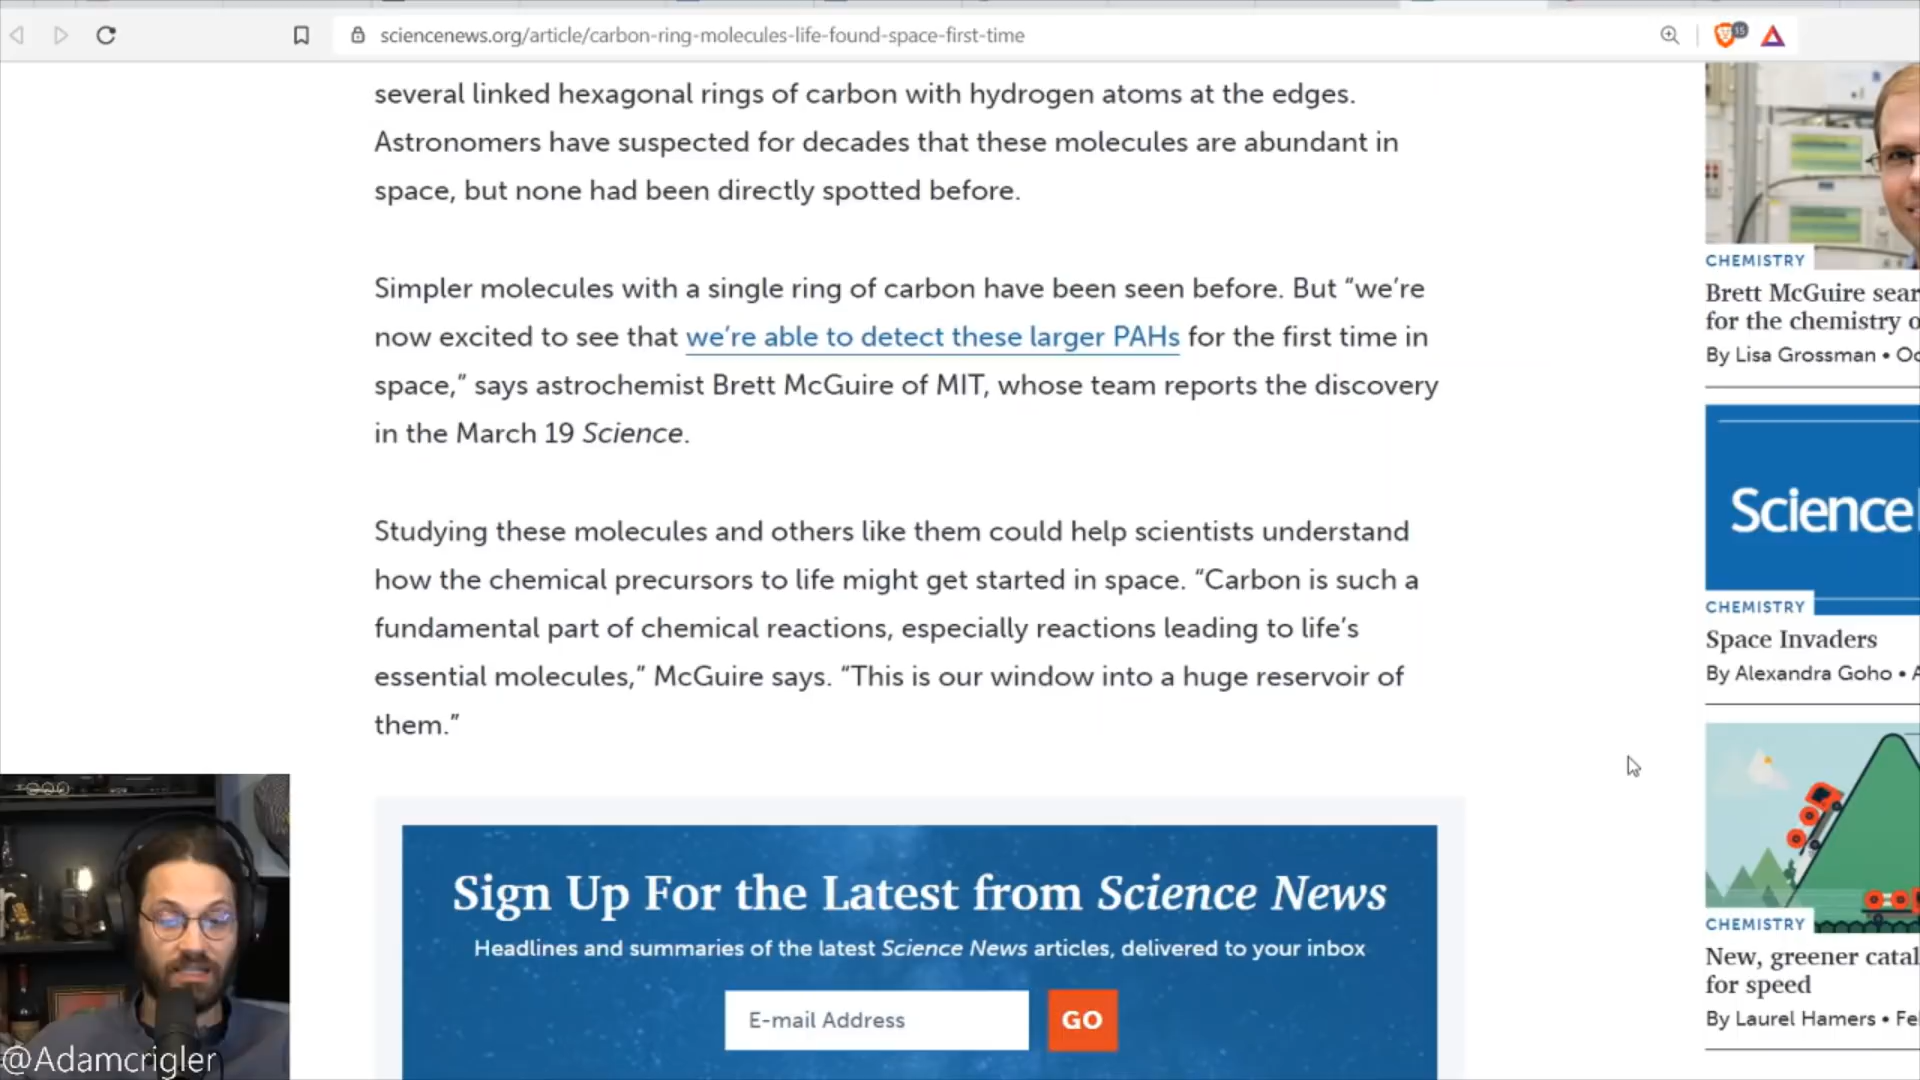 sciencenews.org/article/carbon-ring-molecules-life-found-space-first-time
15
several linked hexagonal rings of carbon with hydrogen atoms at the edges.
Astronomers have suspected for decades that these molecules are abundant in
space, but none had been directly spotted before.
Simpler molecules with a single ring of carbon have been seen before. But “we’re
now excited to see that we’re able to detect these larger PAHs for the first time in
space,” says astrochemist Brett McGuire of MIT, whose team reports the discovery
in the March 19 Science.
Studying these molecules and others like them could help scientists understand
how the chemical precursors to life might get started in space. “Carbon is such a
fundamental part of chemical reactions, especially reactions leading to life’s
essential molecules,” McGuire says. “This is our window into a huge reservoir of
them.”
Sign Up For the Latest from Science News
Headlines and summaries of the latest Science News articles, delivered to your inbox
E-mail Address
GO
CHEMISTRY
Brett McGuire sear
for the chemistry o
By Lisa Grossman • Oc
Science
CHEMISTRY
Space Invaders
By Alexandra Goho • A
CHEMISTRY
New, greener catal
for speed
By Laurel Hamers • Fe
@Adamcrigler